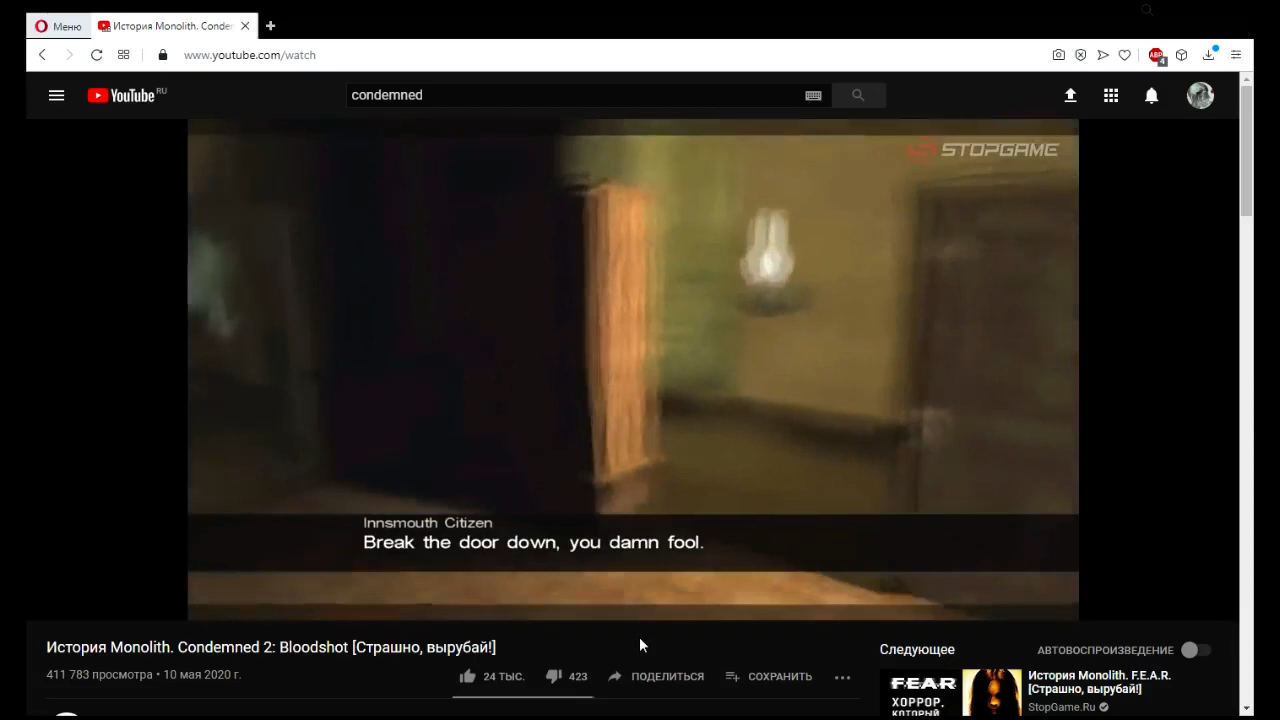 Меню
История Monolith. Conde
www.youtube.com/watch
ABP
4
YouTube RU
condemned
STOPGAME
Innsmouth Citizen
Break the door down, you damn fool.
История Monolith. Condemned 2: Bloodshot [Страшно, вырубай!]
411 783 просмотра • 10 мая 2020 г.
24 ТЫС.
423
ПОДЕЛИТЬСЯ
СОХРАНИТЬ
Следующее
АВТОВОСПРОИЗВЕДЕНИЕ
FEAR
ХОРРОР,
КОТОРЫЙ
История Monolith. F.E.A.R.
[Страшно, вырубай!]
StopGame.Ru